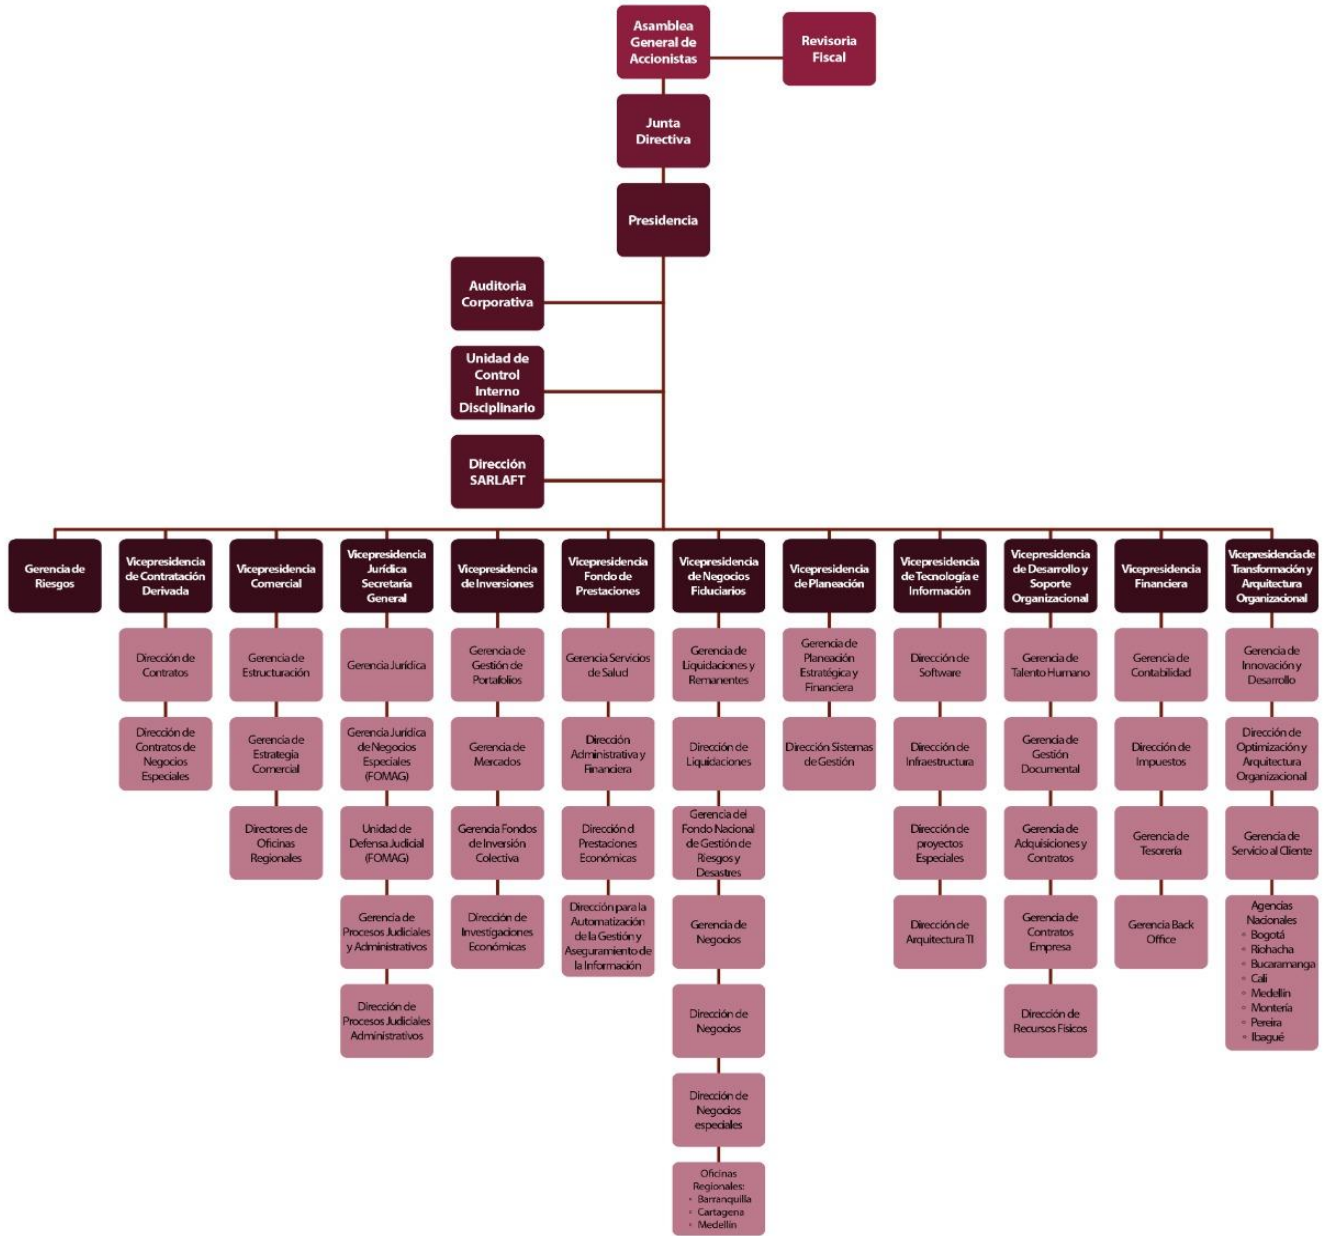 Asamblea
General de
Accionistas
Revisoria
Fiscal
Junta
Directiva
Presidencia
Auditoria
Corporativa
Unidad de
Control
Interno
Disciplinario
Dirección
SARLAFT
Gerencia de
Riesgos
Vicepresidencia
de Contratación
Derivada
Dirección de
Contratos
Dirección de
Contratos de
Negocios
Especiales
Vicepresidencia
Comercial
Gerencia de
Estructuración
Gerencia de
Estrategia
Comercial
Directores de
Oficinas
Regionales
Vicepresidencia
Jurídica
Secretaría
General
Gerencia Jurídica
Gerencia Jurídica
de Negocios
Especiales
(FOMAG)
Unidad de
Defensa Judicial
(FOMAG)
Gerencia de
Procesos Judiciales
y Administrativos
Dirección de
Procesos Judiciales
Administrativos
Vicepresidencia
de Inversiones
Gerencia de
Gestión de
Portafolios
Gerencia de
Mercados
Gerencia Fondos
de Inversión
Colectiva
Dirección de
Investigaciones
Económicas
Vicepresidencia
Fondo de
Prestaciones
Gerencia Servicios
de Salud
Dirección
Administrativa y
Financiera
Dirección d
Prestaciones
Económicas
Dirección para la
Automatización
de la Gestión y
Aseguramiento de
la Información
Vicepresidencia
de Negocios
Fiduciarios
Gerencia de
Liquidaciones y
Remanentes
Dirección de
Liquidaciones
Gerencia del
Fondo Nacional
de Gestión de
Riesgos y
Desastres
Gerencia de
Negocios
Dirección de
Negocios
Dirección de
Negocios
especiales
Oficinas
Regionales:
• Barranquilla
• Cartagena
• Medellín
Vicepresidencia
de Planeación
Gerencia de
Planeación
Estratégica y
Financiera
Dirección Sistemas
de Gestión
Vicepresidencia
de Tecnología e
Información
Dirección de
Software
Dirección de
Infraestructura
Dirección de
proyectos
Especiales
Dirección de
Arquitectura TI
Vicepresidencia
de Desarrollo y
Soporte
Organizacional
Gerencia de
Talento Humano
Gerencia de
Gestión
Documental
Gerencia de
Adquisiciones y
Contratos
Gerencia de
Contratos
Empresa
Dirección de
Recursos Físicos
Vicepresidencia
Financiera
Gerencia de
Contabilidad
Dirección de
Impuestos
Gerencia de
Tesorería
Gerencia Back
Office
Vicepresidencia de
Transformación y
Arquitectura
Organizacional
Gerencia de
Innovación y
Desarrollo
Dirección de
Optimización y
Arquitectura
Organizacional
Gerencia de
Servicio al Cliente
Agencias
Nacionales
• Bogotá
• Riohacha
• Bucaramanga
• Cali
• Medellín
• Montería
• Pereira
• Ibagué